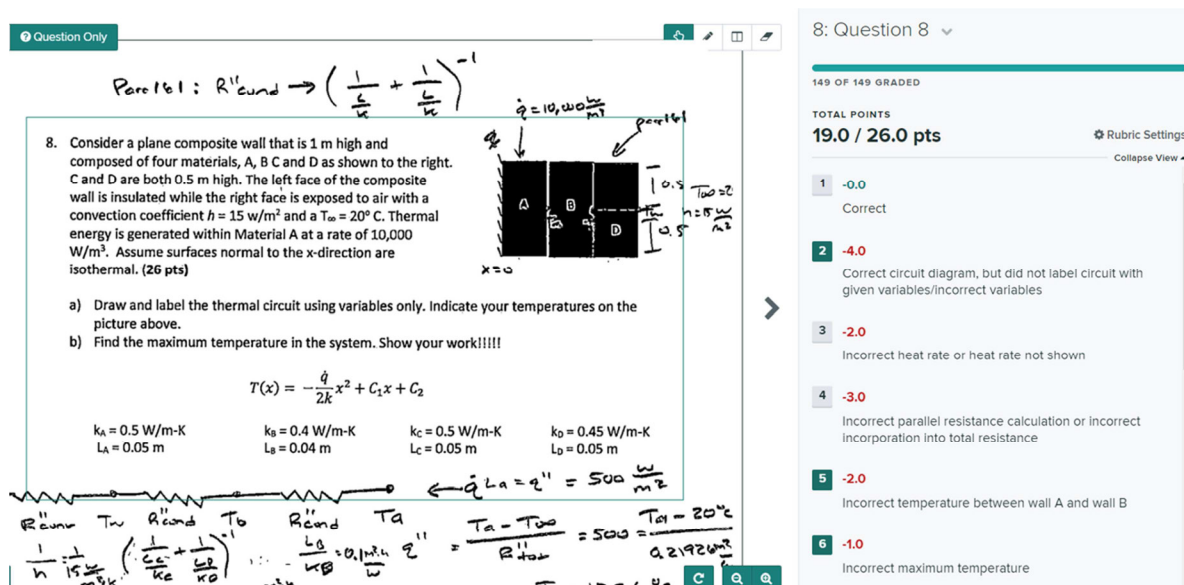 Question Only
Parallel: R"cond → ( 1/(L/k) + 1/(L/k) )^-1
q̇ = 10,000 w/m³
parallel
8. Consider a plane composite wall that is 1 m high and
composed of four materials, A, B C and D as shown to the right.
C and D are both 0.5 m high. The left face of the composite
wall is insulated while the right face is exposed to air with a
convection coefficient h = 15 w/m² and a T∞ = 20° C. Thermal
energy is generated within Material A at a rate of 10,000
W/m³. Assume surfaces normal to the x-direction are
isothermal. (26 pts)
A
B
D
0.5
T∞ = 2
h = 15 w/m²
0.5
x=0
a) Draw and label the thermal circuit using variables only. Indicate your temperatures on the
picture above.
b) Find the maximum temperature in the system. Show your work!!!!!
T(x) = − q̇/2k x² + C₁x + C₂
kA = 0.5 W/m-K kB = 0.4 W/m-K kC = 0.5 W/m-K kD = 0.45 W/m-K
LA = 0.05 m LB = 0.04 m LC = 0.05 m LD = 0.05 m
← q̇La = q" = 500 w/m²
R"conv Tw R"cond Tb R"cond Ta
1/h = 1/15 ( 1/(LC/kC) + 1/(LD/kD) )^-1 LB/kB = 0.1 q" = (Ta - T∞)/R"tot = 500 = (Ta - 20°C)/0.21926
8: Question 8
149 OF 149 GRADED
TOTAL POINTS
19.0 / 26.0 pts
Rubric Settings
Collapse View
1 -0.0
Correct
2 -4.0
Correct circuit diagram, but did not label circuit with
given variables/incorrect variables
3 -2.0
Incorrect heat rate or heat rate not shown
4 -3.0
Incorrect parallel resistance calculation or incorrect
incorporation into total resistance
5 -2.0
Incorrect temperature between wall A and wall B
6 -1.0
Incorrect maximum temperature